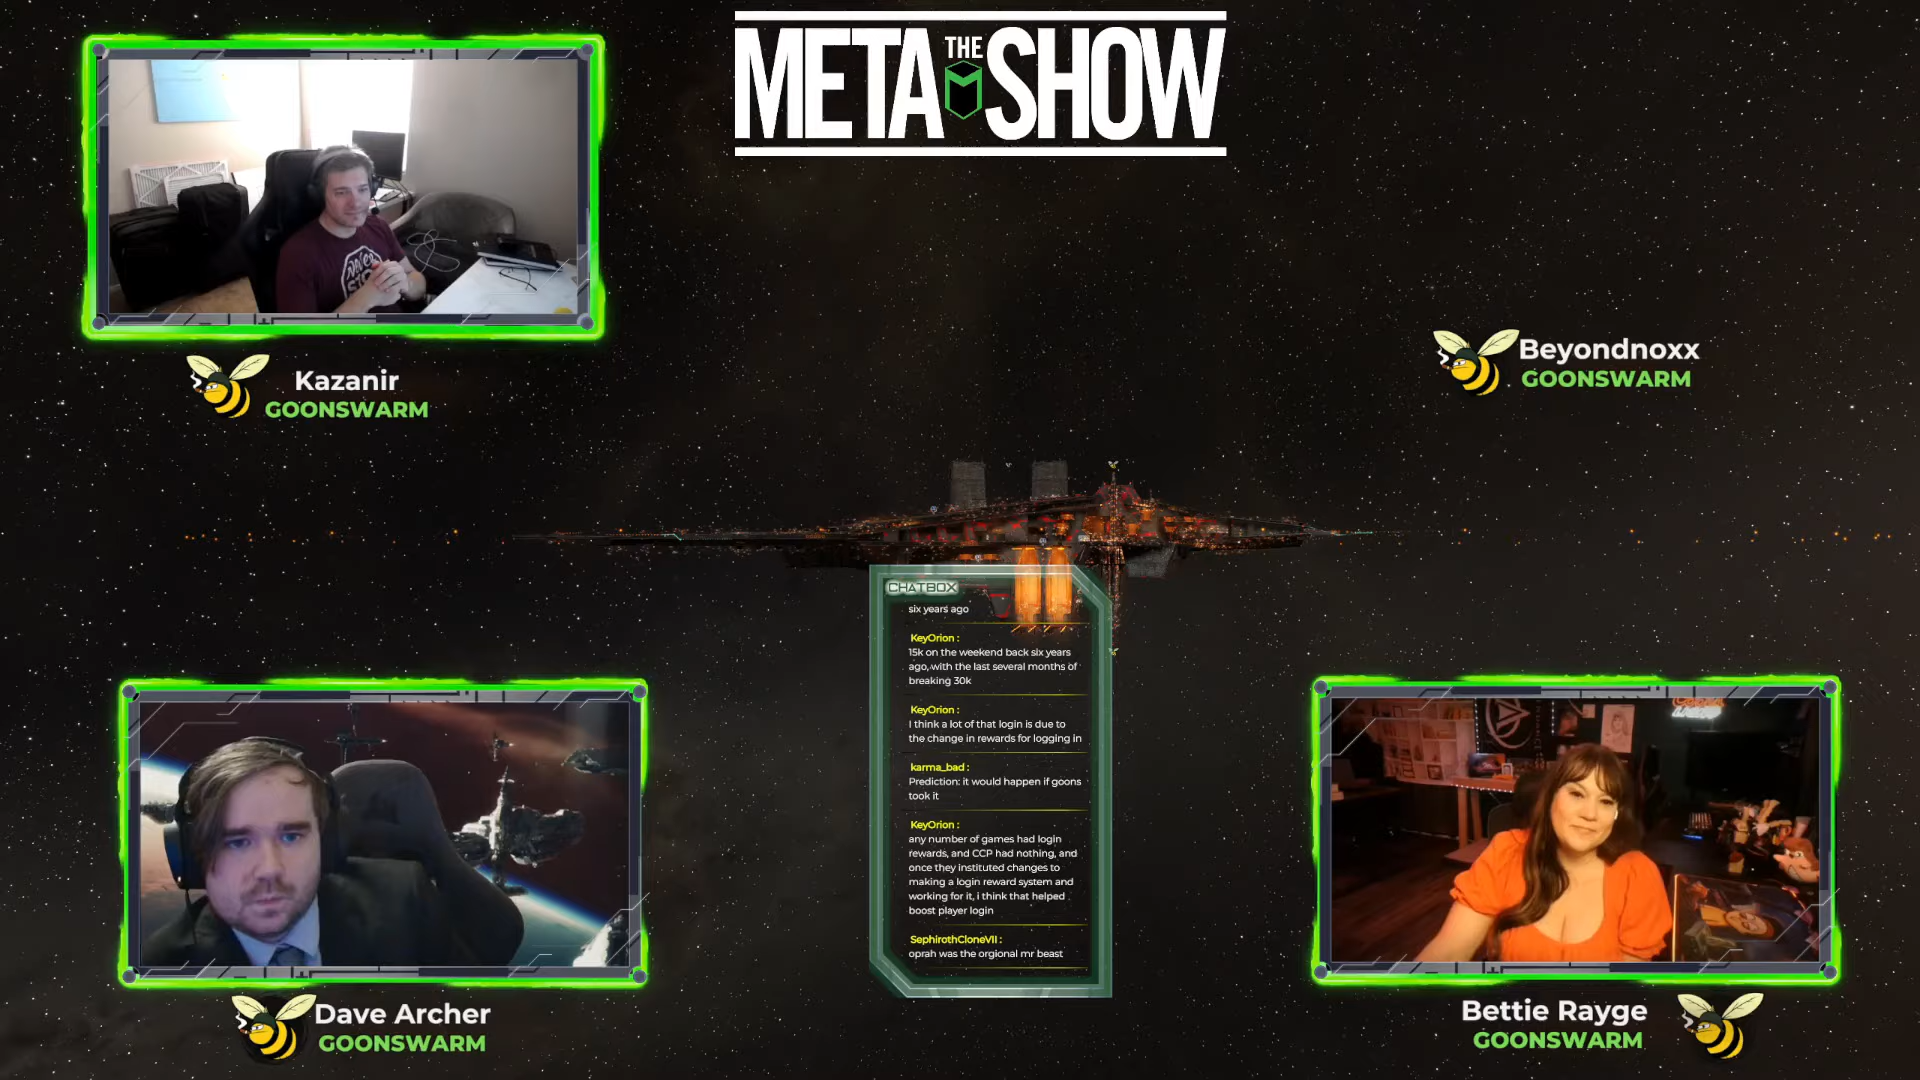 META THE SHOW
Kazanir
GOONSWARM
Beyondnoxx
GOONSWARM
CHATBOX
six years ago
KeyOrion :
15k on the weekend back six years
ago, with the last several months of
breaking 30k
KeyOrion :
I think a lot of that login is due to
the change in rewards for logging in
karma_bad :
Prediction: it would happen if goons
took it
KeyOrion :
any number of games had login
rewards, and CCP had nothing, and
once they instituted changes to
making a login reward system and
working for it, i think that helped
boost player login
SephirothCloneVII :
oprah was the orgional mr beast
Dave Archer
GOONSWARM
Bettie Rayge
GOONSWARM